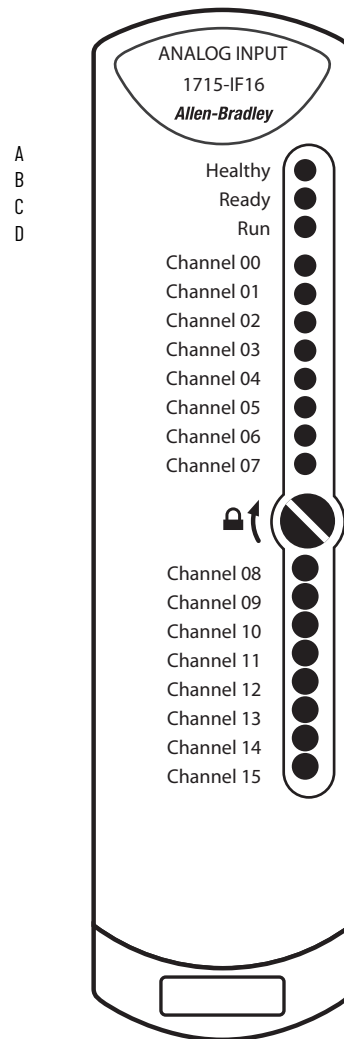 ANALOG INPUT
1715-IF16
Allen-Bradley
A
B
C
D
Healthy
Ready
Run
Channel 00
Channel 01
Channel 02
Channel 03
Channel 04
Channel 05
Channel 06
Channel 07
Channel 08
Channel 09
Channel 10
Channel 11
Channel 12
Channel 13
Channel 14
Channel 15